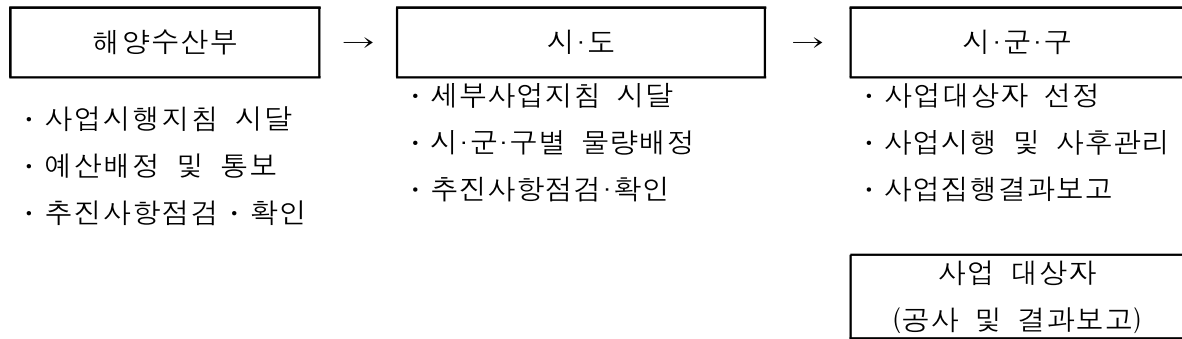 해양수산부 → 시·도 → 시·군·구
· 사업시행지침 시달
· 예산배정 및 통보
· 추진사항점검 · 확인
· 세부사업지침 시달
· 시·군·구별 물량배정
· 추진사항점검·확인
· 사업대상자 선정
· 사업시행 및 사후관리
· 사업집행결과보고
사업 대상자
(공사 및 결과보고)